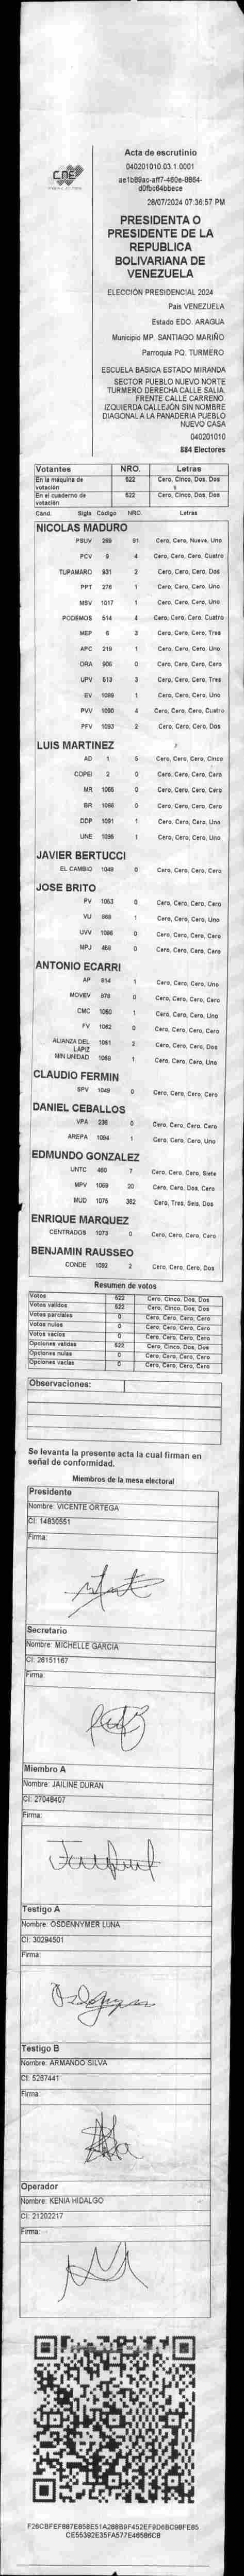 CNE
Acta de escrutinio
040201010.03.1.0001
ae1b89ac-aff7-460e-8864-
d0fbc64bbece
28/07/2024 07:36:57 PM
PRESIDENTA O
PRESIDENTE DE LA
REPUBLICA
BOLIVARIANA DE
VENEZUELA
ELECCIÓN PRESIDENCIAL 2024
Pais VENEZUELA
Estado EDO. ARAGUA
Municipio MP. SANTIAGO MARIÑO
Parroquia PQ. TURMERO
ESCUELA BASICA ESTADO MIRANDA
SECTOR PUEBLO NUEVO NORTE
TURMERO DERECHA CALLE SALIA.
FRENTE CALLE CARREÑO.
IZQUIERDA CALLEJÓN SIN NOMBRE
DIAGONAL A LA PANADERIA PUEBLO
NUEVO CASA
040201010
884 Electores
Votantes NRO. Letras
En la máquina de votación 622 Cero, Cinco, Dos, Dos
En el cuaderno de votación 622 Cero, Cinco, Dos, Dos
Cand. Sigla Código NRO. Letras
NICOLAS MADURO
PSUV 269 91 Cero, Cero, Nueve, Uno
PCV 9 4 Cero, Cero, Cero, Cuatro
TUPAMARO 931 2 Cero, Cero, Cero, Dos
PPT 276 1 Cero, Cero, Cero, Uno
MSV 1017 1 Cero, Cero, Cero, Uno
PODEMOS 514 4 Cero, Cero, Cero, Cuatro
MEP 6 3 Cero, Cero, Cero, Tres
APC 219 1 Cero, Cero, Cero, Uno
ORA 906 0 Cero, Cero, Cero, Cero
UPV 513 3 Cero, Cero, Cero, Tres
EV 1089 1 Cero, Cero, Cero, Uno
PVV 1090 4 Cero, Cero, Cero, Cuatro
PFV 1093 2 Cero, Cero, Cero, Dos
LUIS MARTINEZ
AD 1 5 Cero, Cero, Cero, Cinco
COPEI 2 0 Cero, Cero, Cero, Cero
MR 1065 0 Cero, Cero, Cero, Cero
BR 1066 0 Cero, Cero, Cero, Cero
DDP 1091 1 Cero, Cero, Cero, Uno
UNE 1096 1 Cero, Cero, Cero, Uno
JAVIER BERTUCCI
EL CAMBIO 1049 0 Cero, Cero, Cero, Cero
JOSE BRITO
PV 1053 0 Cero, Cero, Cero, Cero
VU 988 1 Cero, Cero, Cero, Uno
UVV 1086 0 Cero, Cero, Cero, Cero
MPJ 456 0 Cero, Cero, Cero, Cero
ANTONIO ECARRI
AP 814 1 Cero, Cero, Cero, Uno
MOVEV 878 0 Cero, Cero, Cero, Cero
CMC 1060 1 Cero, Cero, Cero, Uno
FV 1062 0 Cero, Cero, Cero, Cero
ALIANZA DEL LAPIZ 1061 2 Cero, Cero, Cero, Dos
MIN UNIDAD 1069 1 Cero, Cero, Cero, Uno
CLAUDIO FERMIN
SPV 1048 0 Cero, Cero, Cero, Cero
DANIEL CEBALLOS
VPA 236 0 Cero, Cero, Cero, Cero
AREPA 1094 1 Cero, Cero, Cero, Uno
EDMUNDO GONZALEZ
UNTC 460 7 Cero, Cero, Cero, Siete
MPV 1069 20 Cero, Cero, Dos, Cero
MUD 1075 362 Cero, Tres, Seis, Dos
ENRIQUE MARQUEZ
CENTRADOS 1073 0 Cero, Cero, Cero, Cero
BENJAMIN RAUSSEO
CONDE 1092 2 Cero, Cero, Cero, Dos
Resumen de votos
Votos 622 Cero, Cinco, Dos, Dos
Votos validos 622 Cero, Cinco, Dos, Dos
Votos parciales 0 Cero, Cero, Cero, Cero
Votos nulos 0 Cero, Cero, Cero, Cero
Votos vacios 0 Cero, Cero, Cero, Cero
Opciones validas 622 Cero, Cinco, Dos, Dos
Opciones nulas 0 Cero, Cero, Cero, Cero
Opciones vacias 0 Cero, Cero, Cero, Cero
Observaciones:
Se levanta la presente acta la cual firman en
señal de conformidad.
Miembros de la mesa electoral
Presidente
Nombre: VICENTE ORTEGA
CI: 14830551
Firma:
Secretario
Nombre: MICHELLE GARCIA
CI: 26151167
Firma:
Miembro A
Nombre: JAILINE DURAN
CI: 27048407
Firma:
Testigo A
Nombre: OSDENNYMER LUNA
CI: 30294501
Firma:
Testigo B
Nombre: ARMANDO SILVA
CI: 5267441
Firma:
Operador
Nombre: KENIA HIDALGO
CI: 21202217
Firma:
F26CBFEF887E858E51A288B9F452EF9D6BC98FE85
CE55392E35FA577E46586C8